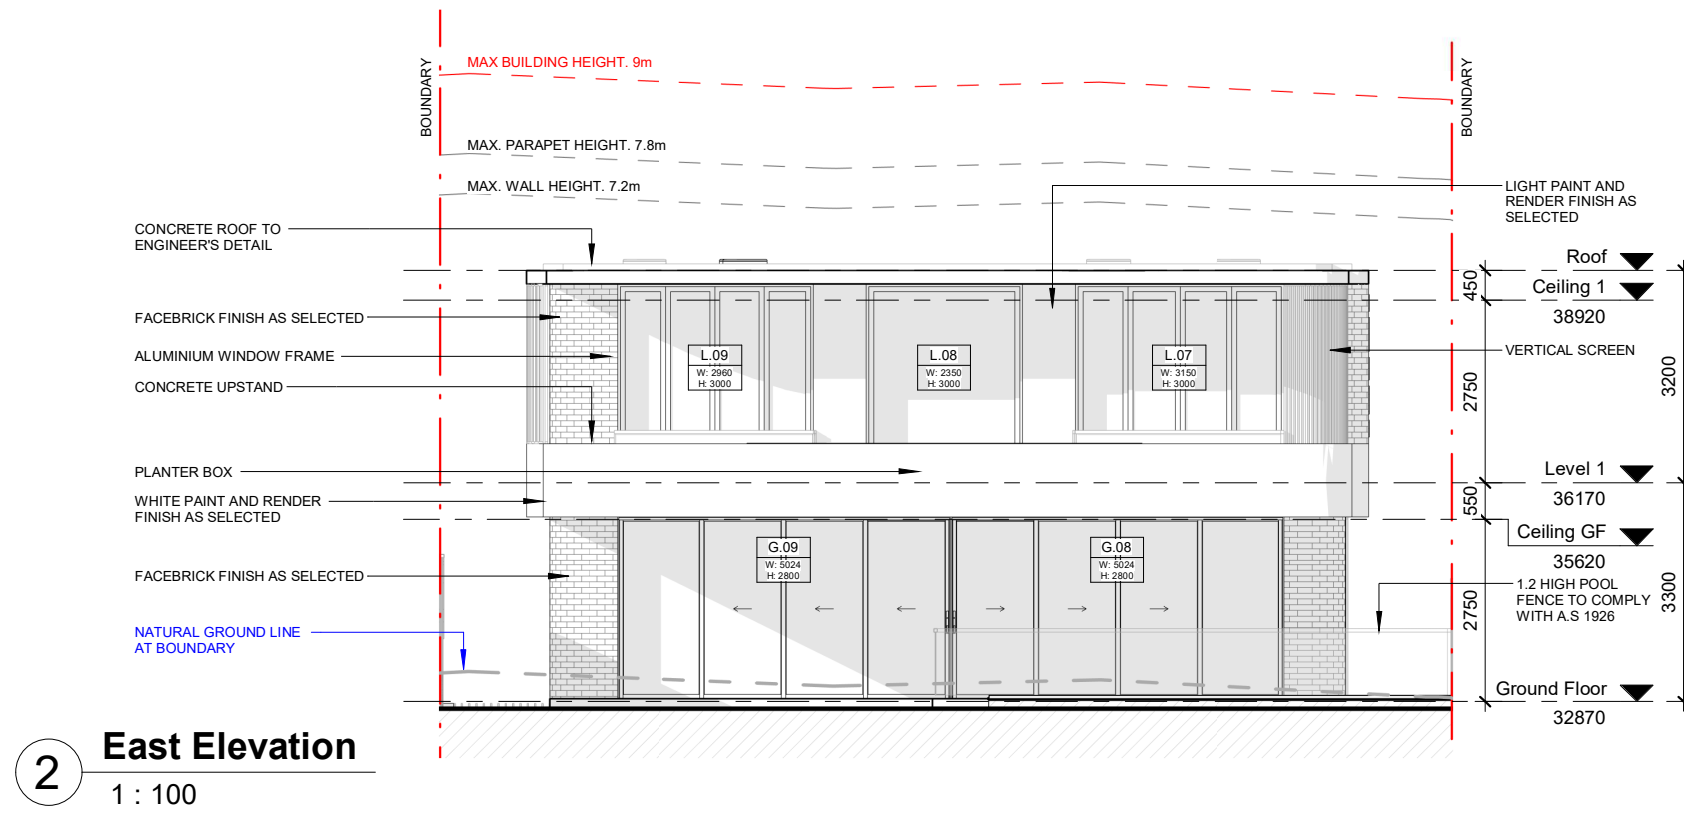 BOUNDARY
MAX BUILDING HEIGHT. 9m
BOUNDARY
MAX. PARAPET HEIGHT. 7.8m
MAX. WALL HEIGHT. 7.2m
LIGHT PAINT AND
RENDER FINISH AS
SELECTED
CONCRETE ROOF TO
ENGINEER'S DETAIL
Roof
450
Ceiling 1
38920
FACEBRICK FINISH AS SELECTED
ALUMINIUM WINDOW FRAME
CONCRETE UPSTAND
L.09
W: 2960
H: 3000
L.08
W: 2350
H: 3000
L.07
W: 3150
H: 3000
VERTICAL SCREEN
2750
3200
PLANTER BOX
Level 1
36170
WHITE PAINT AND RENDER
FINISH AS SELECTED
550
Ceiling GF
35620
G.09
W: 5024
H: 2800
G.08
W: 5024
H: 2800
FACEBRICK FINISH AS SELECTED
1.2 HIGH POOL
FENCE TO COMPLY
WITH A.S 1926
2750
3300
NATURAL GROUND LINE
AT BOUNDARY
Ground Floor
32870
2
East Elevation
1 : 100